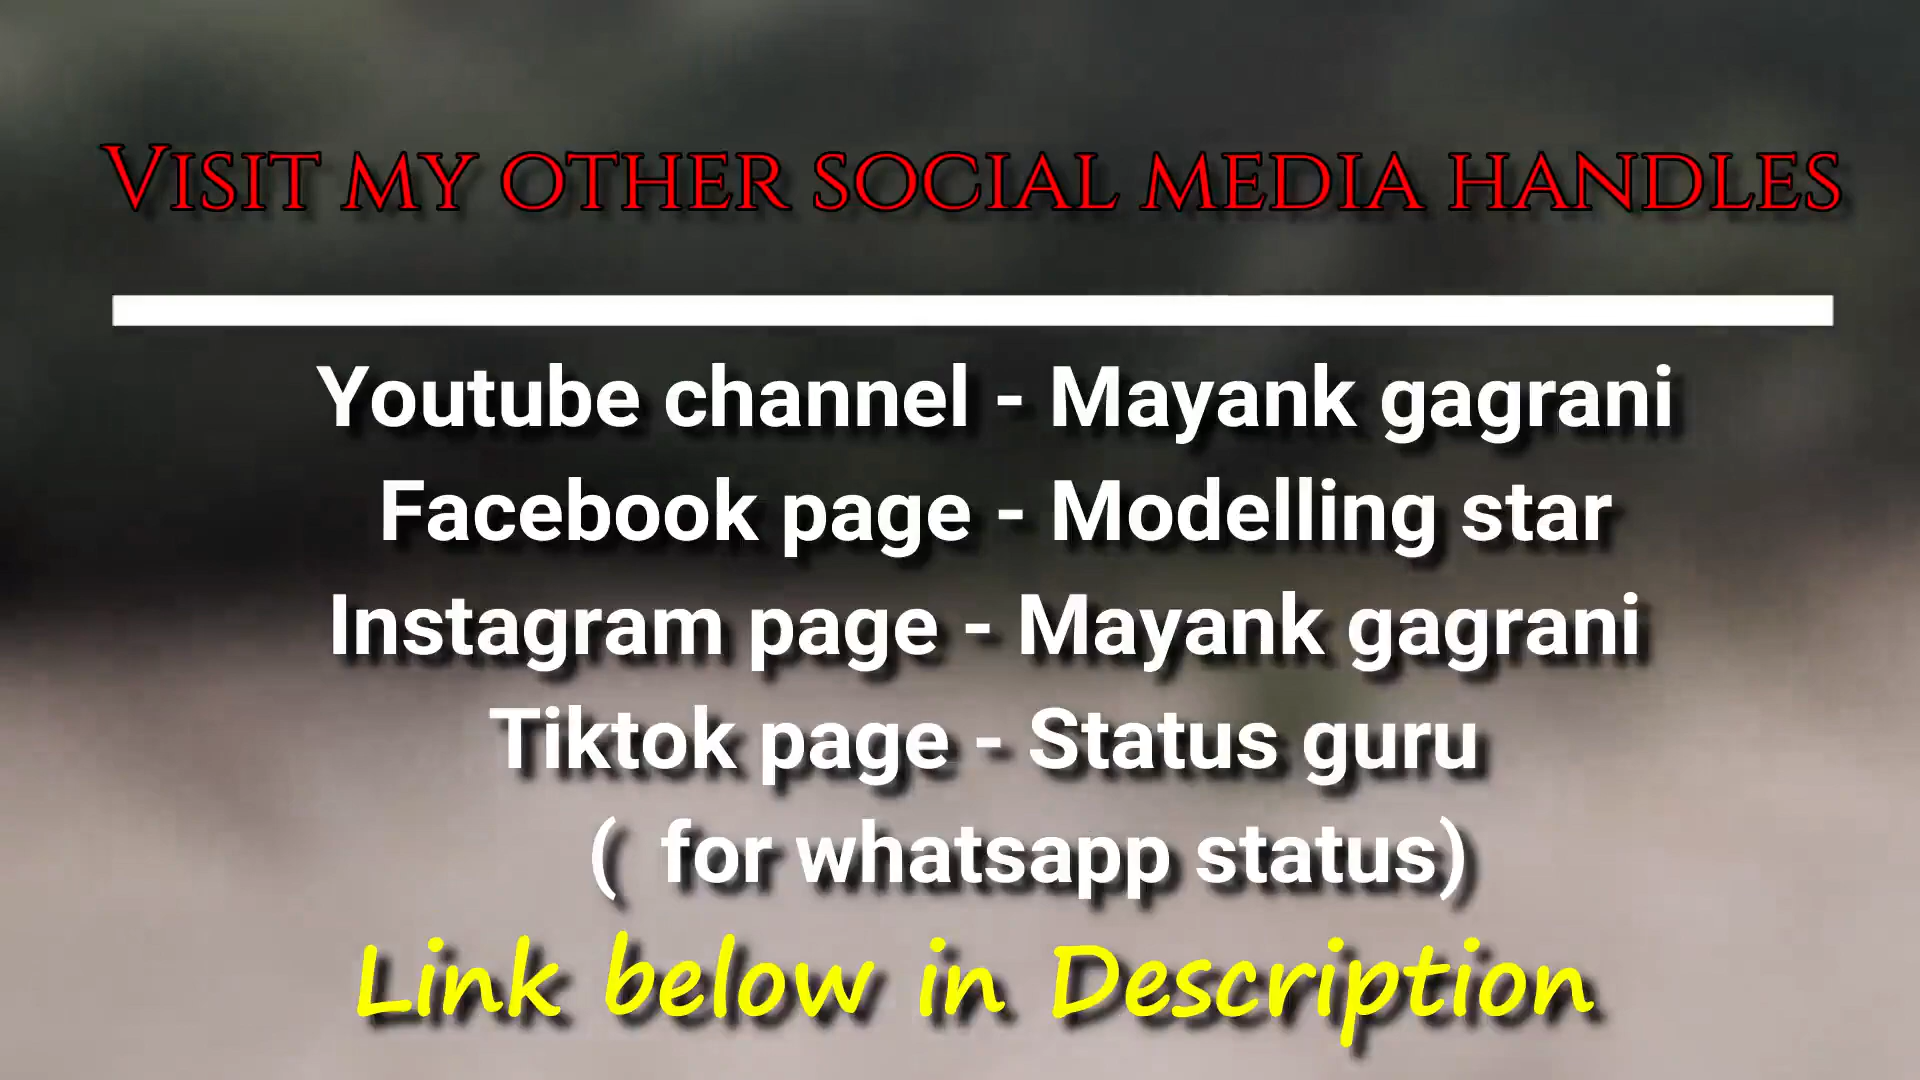 Visit my other social media handles
Youtube channel - Mayank gagrani
Facebook page - Modelling star
Instagram page - Mayank gagrani
Tiktok page - Status guru
( for whatsapp status)
Link below in Description